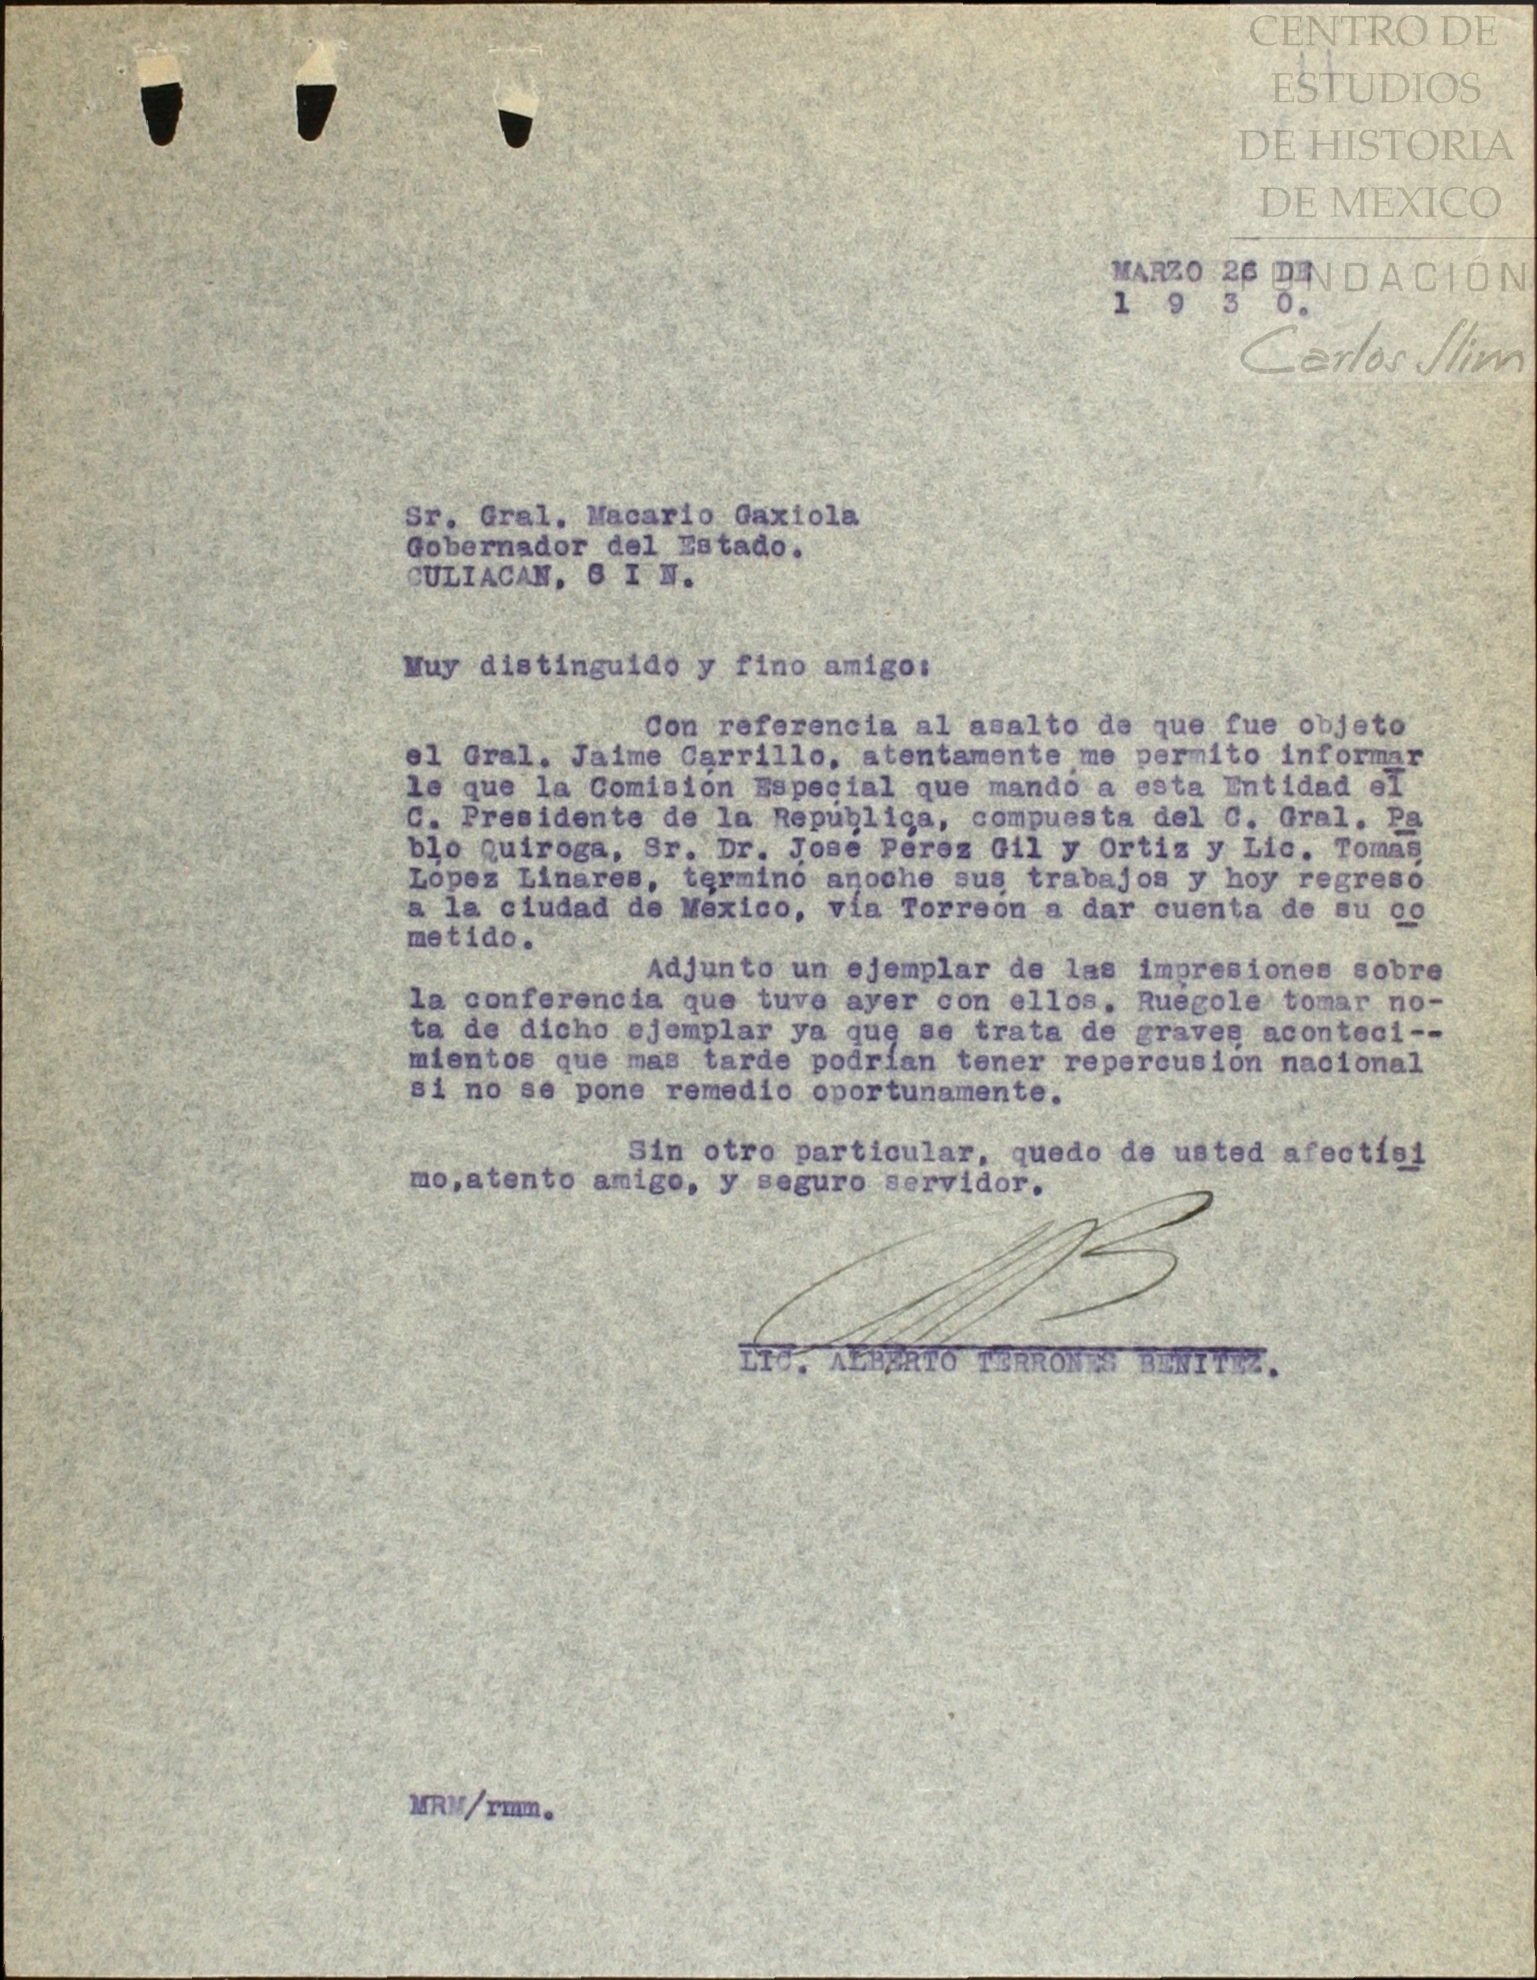 CENTRO DE
ESTUDIOS
DE HISTORIA
DE MEXICO
FUNDACIÓN
Carlos Slim
MARZO 26 DE
1 9 3 0.
Sr. Gral. Macario Gaxiola
Gobernador del Estado.
CULIACAN, S I N.
Muy distinguido y fino amigo:
Con referencia al asalto de que fue objeto
el Gral. Jaime Carrillo, atentamente me permito informar
le que la Comisión Especial que mandó a esta Entidad el
C. Presidente de la República, compuesta del C. Gral. Pa
blo Quiroga, Sr. Dr. José Pérez Gil y Ortiz y Lic. Tomás
López Linares, terminó anoche sus trabajos y hoy regresó
a la ciudad de México, vía Torreón a dar cuenta de su co
metido.
Adjunto un ejemplar de las impresiones sobre
la conferencia que tuve ayer con ellos. Ruégole tomar no-
ta de dicho ejemplar ya que se trata de graves aconteci--
mientos que mas tarde podrían tener repercusión nacional
si no se pone remedio oportunamente.
Sin otro particular, quedo de usted afectísi
mo,atento amigo, y seguro servidor.
LIC. ALBERTO TERRONES BENITEZ.
MRM/rmm.